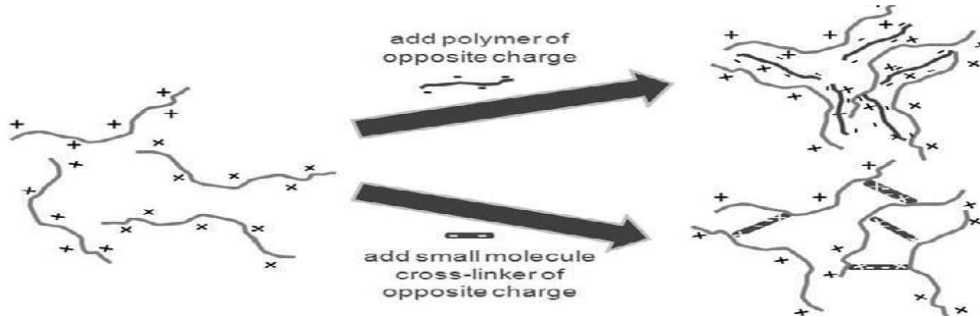 add polymer of
opposite charge
add small molecule
cross-linker of
opposite charge